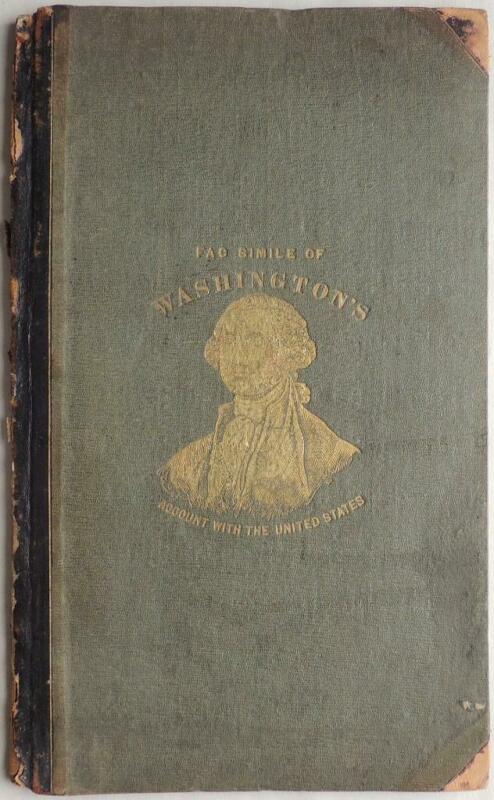 FAC SIMILE OF
WASHINGTON'S
ACCOUNT WITH THE UNITED STATES